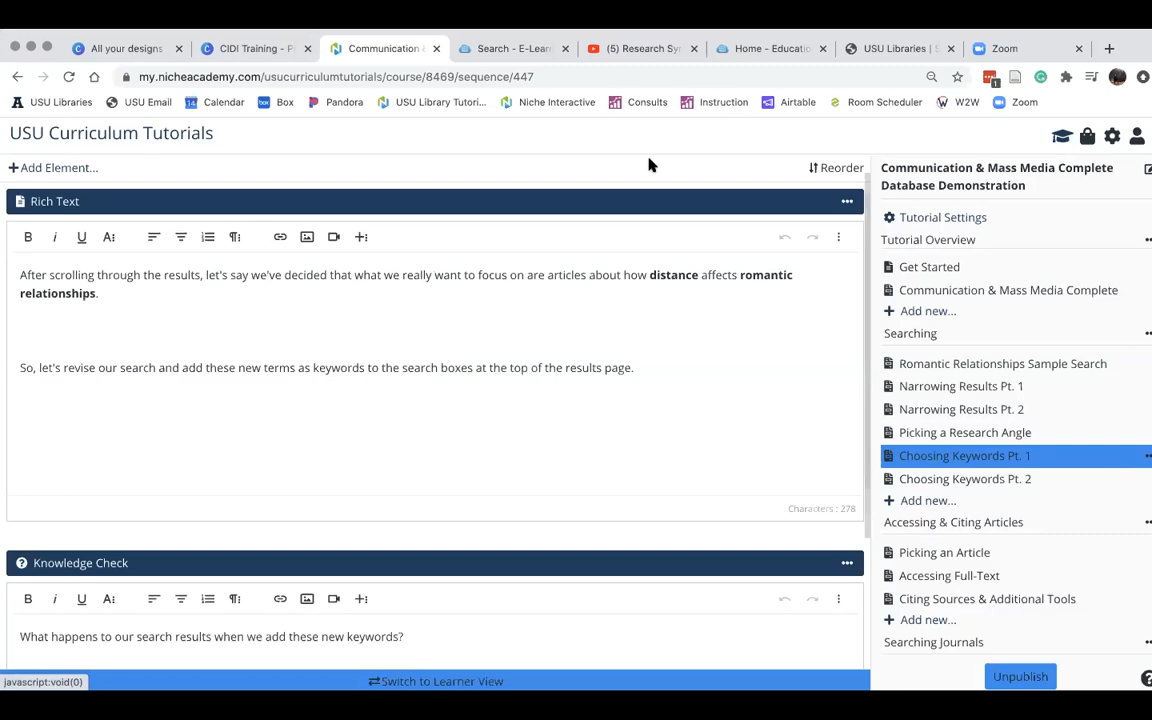 All your designs
CIDI Training - P
Communication &
Search - E-Lear
(5) Research Sy
Home - Educatio
USU Libraries | S
Zoom
my.nicheacademy.com/usucurriculumtutorials/course/8469/sequence/447
USU Libraries
USU Email
14
Calendar
box
Box
Pandora
USU Library Tutori...
Niche Interactive
Consults
Instruction
Airtable
Room Scheduler
W2W
Zoom
USU Curriculum Tutorials
Add Element...
Reorder
Communication & Mass Media Complete
Database Demonstration
Rich Text
After scrolling through the results, let's say we've decided that what we really want to focus on are articles about how distance affects romantic
relationships.
So, let's revise our search and add these new terms as keywords to the search boxes at the top of the results page.
Characters : 278
Knowledge Check
What happens to our search results when we add these new keywords?
Tutorial Settings
Tutorial Overview
Get Started
Communication & Mass Media Complete
Add new...
Searching
Romantic Relationships Sample Search
Narrowing Results Pt. 1
Narrowing Results Pt. 2
Picking a Research Angle
Choosing Keywords Pt. 1
Choosing Keywords Pt. 2
Add new...
Accessing & Citing Articles
Picking an Article
Accessing Full-Text
Citing Sources & Additional Tools
Add new...
Searching Journals
Unpublish
javascript:void(0)
Switch to Learner View